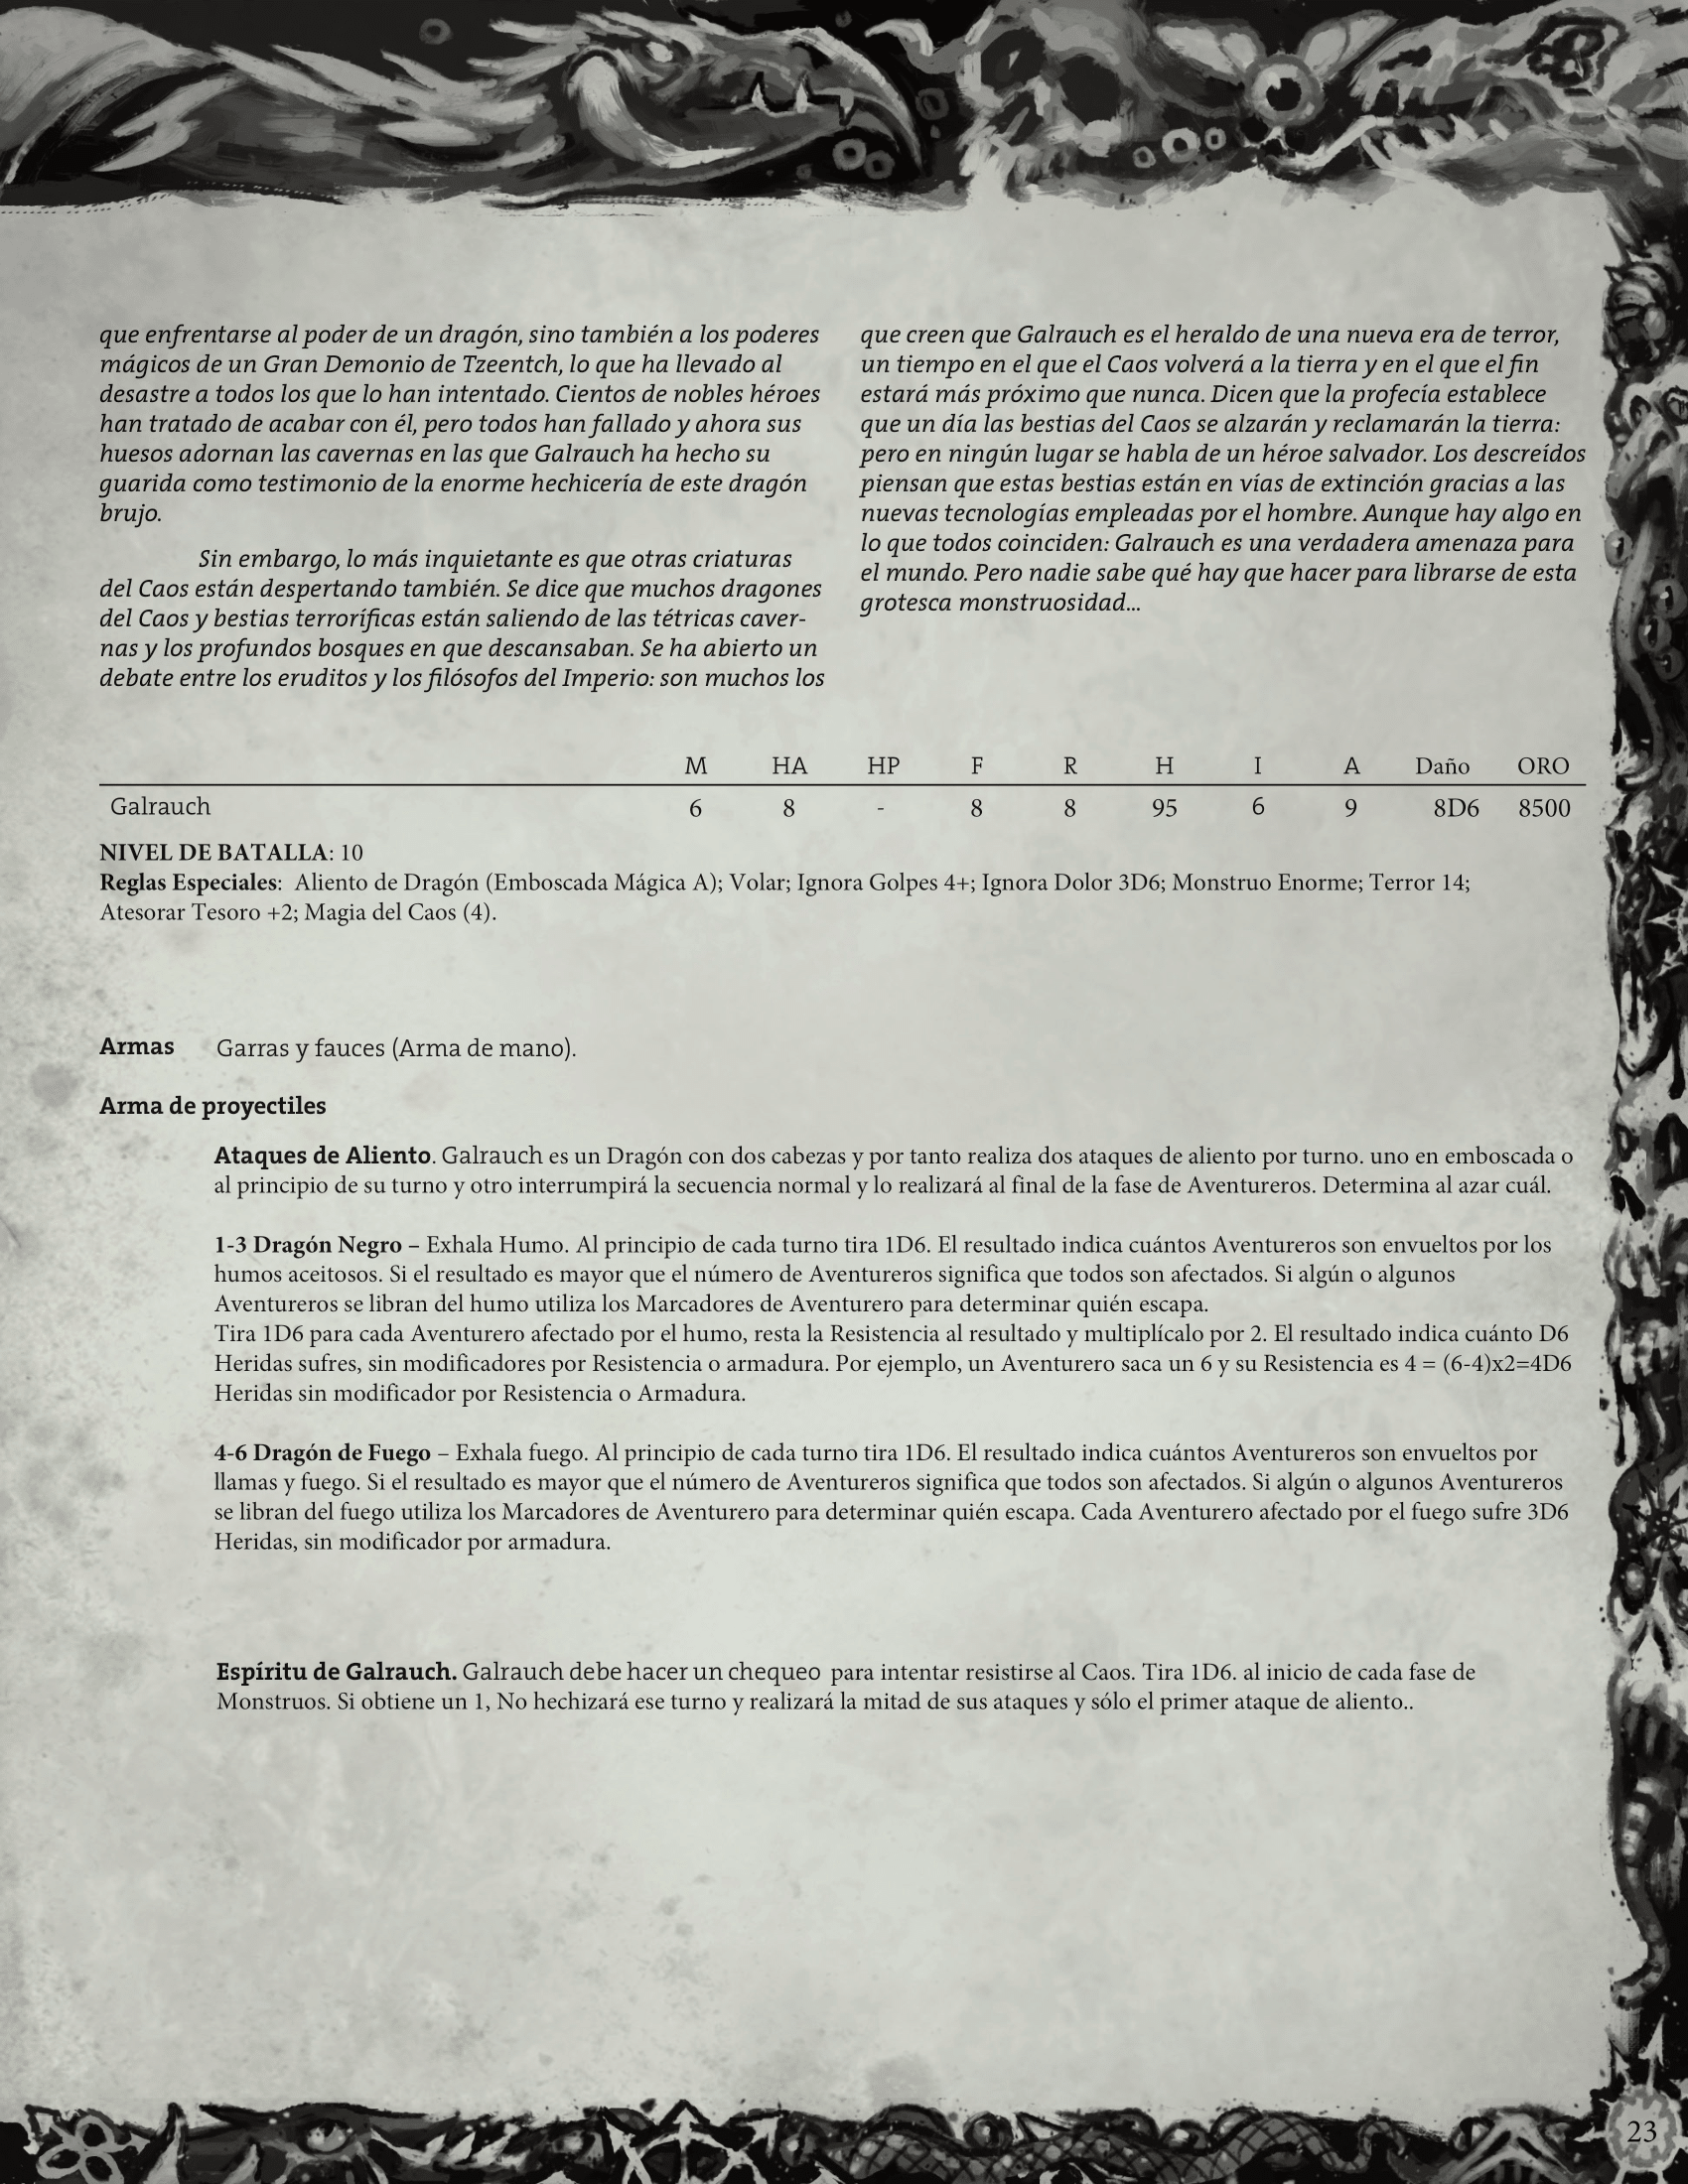 que enfrentarse al poder de un dragón, sino también a los poderes
mágicos de un Gran Demonio de Tzeentch, lo que ha llevado al
desastre a todos los que lo han intentado. Cientos de nobles héroes
han tratado de acabar con él, pero todos han fallado y ahora sus
huesos adornan las cavernas en las que Galrauch ha hecho su
guarida como testimonio de la enorme hechicería de este dragón
brujo.
Sin embargo, lo más inquietante es que otras criaturas
del Caos están despertando también. Se dice que muchos dragones
del Caos y bestias terroríficas están saliendo de las tétricas caver-
nas y los profundos bosques en que descansaban. Se ha abierto un
debate entre los eruditos y los filósofos del Imperio: son muchos los
que creen que Galrauch es el heraldo de una nueva era de terror,
un tiempo en el que el Caos volverá a la tierra y en el que el fin
estará más próximo que nunca. Dicen que la profecía establece
que un día las bestias del Caos se alzarán y reclamarán la tierra:
pero en ningún lugar se habla de un héroe salvador. Los descreídos
piensan que estas bestias están en vías de extinción gracias a las
nuevas tecnologías empleadas por el hombre. Aunque hay algo en
lo que todos coinciden: Galrauch es una verdadera amenaza para
el mundo. Pero nadie sabe qué hay que hacer para librarse de esta
grotesca monstruosidad...
M HA HP F R H I A Daño ORO
Galrauch 6 8 - 8 8 95 6 9 8D6 8500
NIVEL DE BATALLA: 10
Reglas Especiales: Aliento de Dragón (Emboscada Mágica A); Volar; Ignora Golpes 4+; Ignora Dolor 3D6; Monstruo Enorme; Terror 14;
Atesorar Tesoro +2; Magia del Caos (4).
Armas Garras y fauces (Arma de mano).
Arma de proyectiles
Ataques de Aliento. Galrauch es un Dragón con dos cabezas y por tanto realiza dos ataques de aliento por turno. uno en emboscada o
al principio de su turno y otro interrumpirá la secuencia normal y lo realizará al final de la fase de Aventureros. Determina al azar cuál.
1-3 Dragón Negro – Exhala Humo. Al principio de cada turno tira 1D6. El resultado indica cuántos Aventureros son envueltos por los
humos aceitosos. Si el resultado es mayor que el número de Aventureros significa que todos son afectados. Si algún o algunos
Aventureros se libran del humo utiliza los Marcadores de Aventurero para determinar quién escapa.
Tira 1D6 para cada Aventurero afectado por el humo, resta la Resistencia al resultado y multiplícalo por 2. El resultado indica cuánto D6
Heridas sufres, sin modificadores por Resistencia o armadura. Por ejemplo, un Aventurero saca un 6 y su Resistencia es 4 = (6-4)x2=4D6
Heridas sin modificador por Resistencia o Armadura.
4-6 Dragón de Fuego – Exhala fuego. Al principio de cada turno tira 1D6. El resultado indica cuántos Aventureros son envueltos por
llamas y fuego. Si el resultado es mayor que el número de Aventureros significa que todos son afectados. Si algún o algunos Aventureros
se libran del fuego utiliza los Marcadores de Aventurero para determinar quién escapa. Cada Aventurero afectado por el fuego sufre 3D6
Heridas, sin modificador por armadura.
Espíritu de Galrauch. Galrauch debe hacer un chequeo para intentar resistirse al Caos. Tira 1D6. al inicio de cada fase de
Monstruos. Si obtiene un 1, No hechizará ese turno y realizará la mitad de sus ataques y sólo el primer ataque de aliento..
23